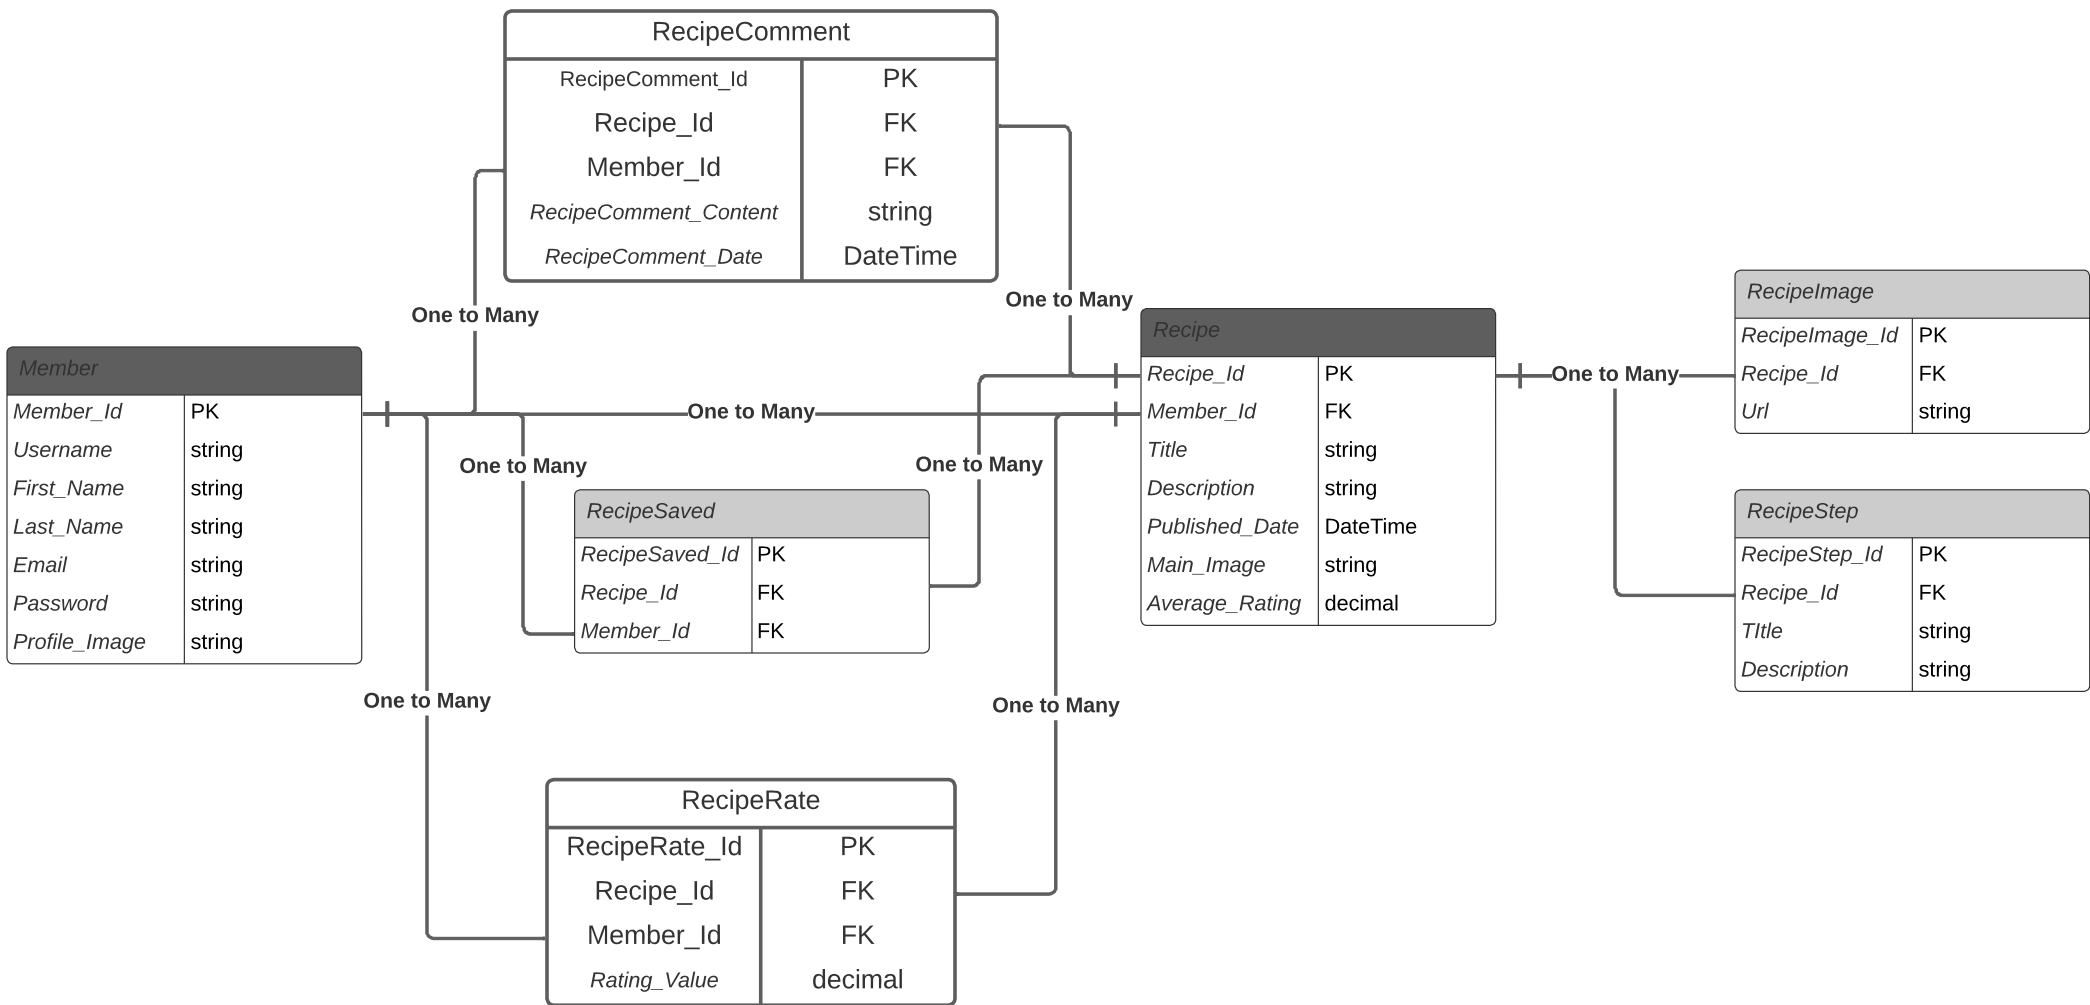 RecipeComment
RecipeComment_Id PK
Recipe_Id FK
Member_Id FK
RecipeComment_Content string
RecipeComment_Date DateTime
One to Many
One to Many
Member
Member_Id PK
Username string
First_Name string
Last_Name string
Email string
Password string
Profile_Image string
One to Many
One to Many
One to Many
RecipeSaved
RecipeSaved_Id PK
Recipe_Id FK
Member_Id FK
Recipe
Recipe_Id PK
Member_Id FK
Title string
Description string
Published_Date DateTime
Main_Image string
Average_Rating decimal
One to Many
RecipeImage
RecipeImage_Id PK
Recipe_Id FK
Url string
RecipeStep
RecipeStep_Id PK
Recipe_Id FK
TItle string
Description string
One to Many
One to Many
RecipeRate
RecipeRate_Id PK
Recipe_Id FK
Member_Id FK
Rating_Value decimal